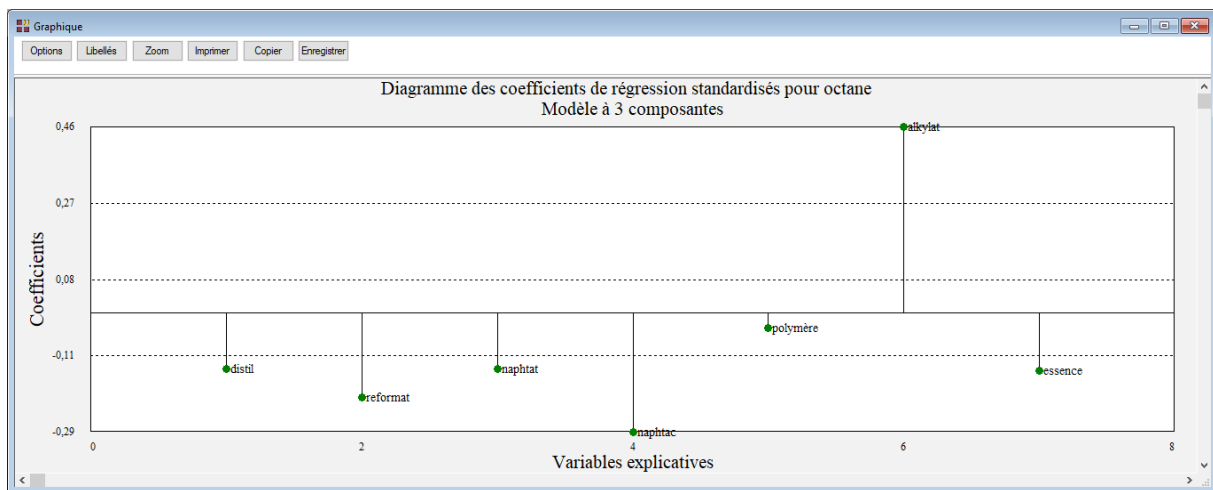 Graphique
Options Libellés Zoom Imprimer Copier Enregistrer
Diagramme des coefficients de régression standardisés pour octane
Modèle à 3 composantes
0,46
alkylat
0,27
Coefficients
0,08
polymère
-0,11
distil
naphtat
essence
reformat
-0,29
naphtac
0 2 4 6 8
Variables explicatives